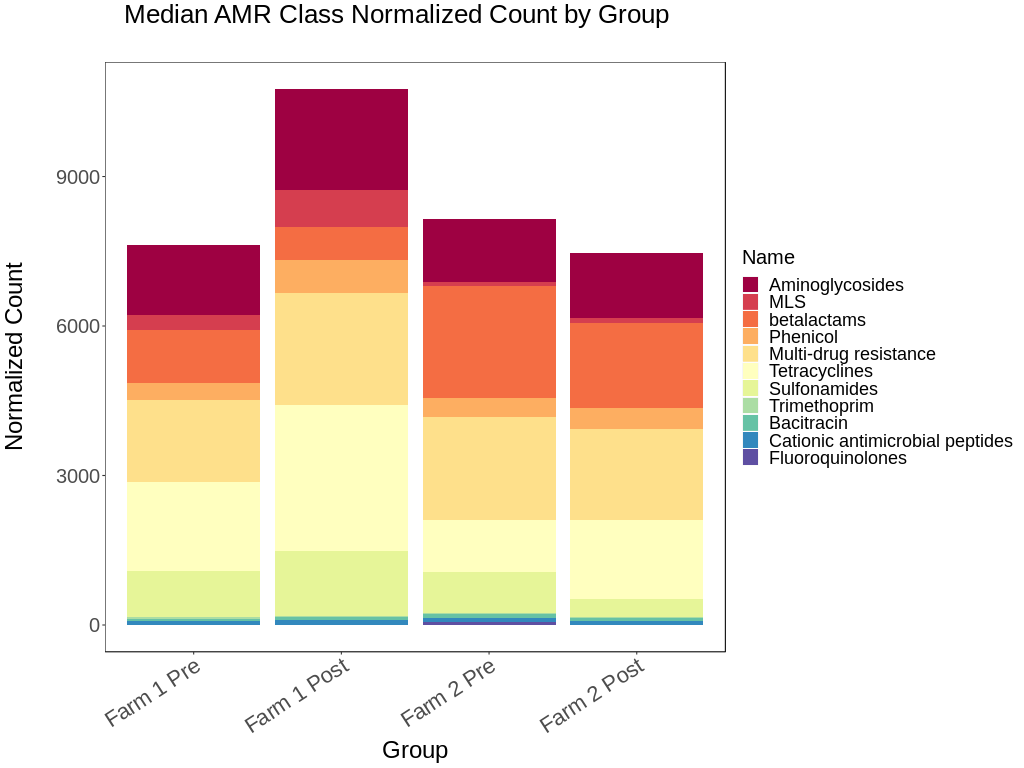 Median AMR Class Normalized Count by Group
Normalized Count
9000
6000
3000
0
Farm 1 Pre
Farm 1 Post
Farm 2 Pre
Farm 2 Post
Group
Name
Aminoglycosides
MLS
betalactams
Phenicol
Multi-drug resistance
Tetracyclines
Sulfonamides
Trimethoprim
Bacitracin
Cationic antimicrobial peptides
Fluoroquinolones